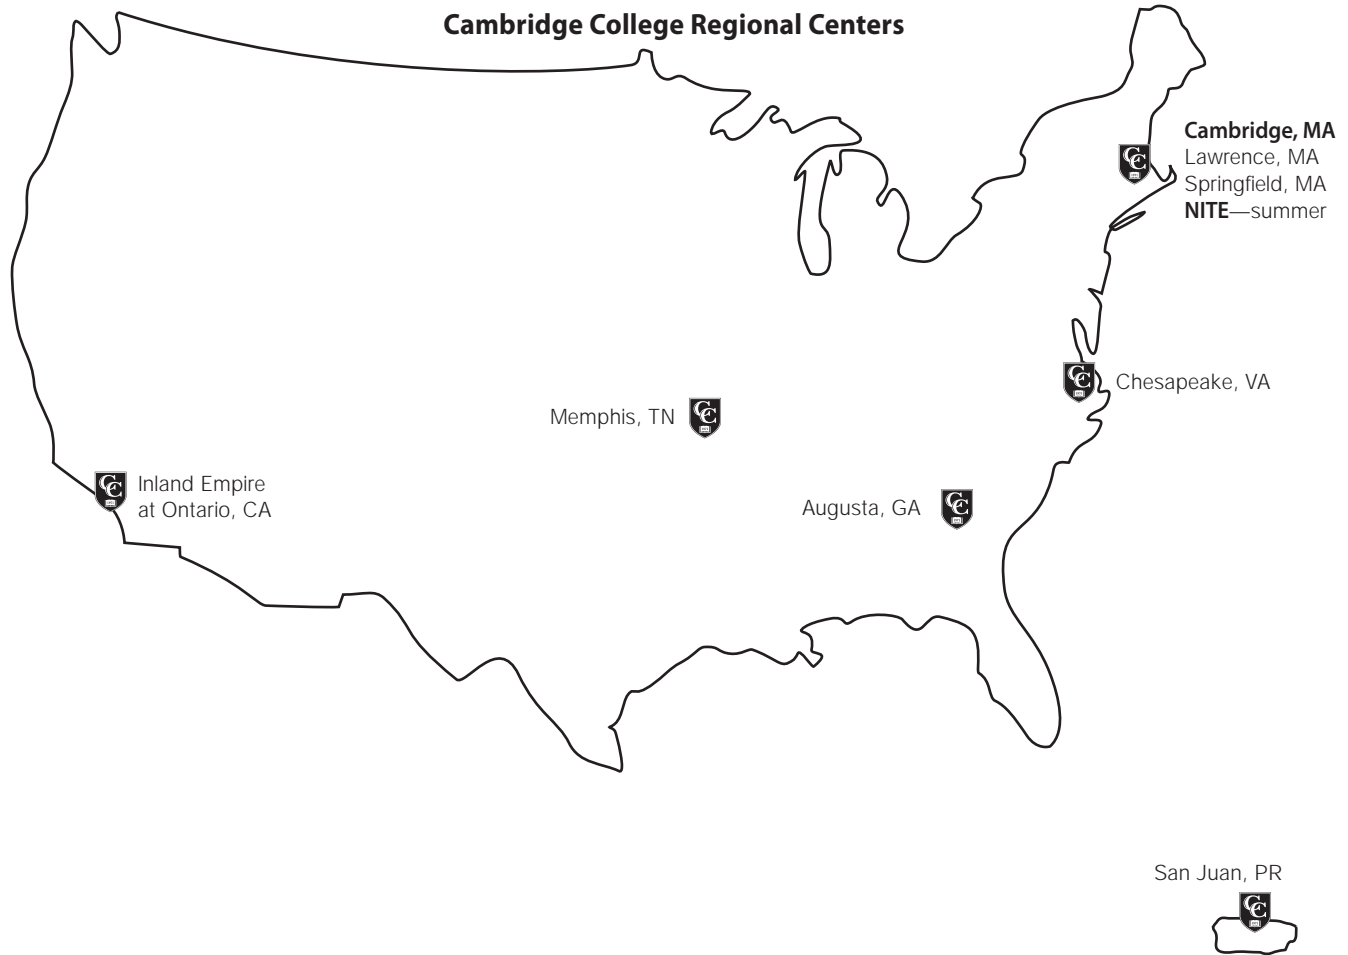 Cambridge College Regional Centers
Cambridge, MA
Lawrence, MA
Springfield, MA
NITE—summer
Chesapeake, VA
Memphis, TN
Inland Empire
at Ontario, CA
Augusta, GA
San Juan, PR